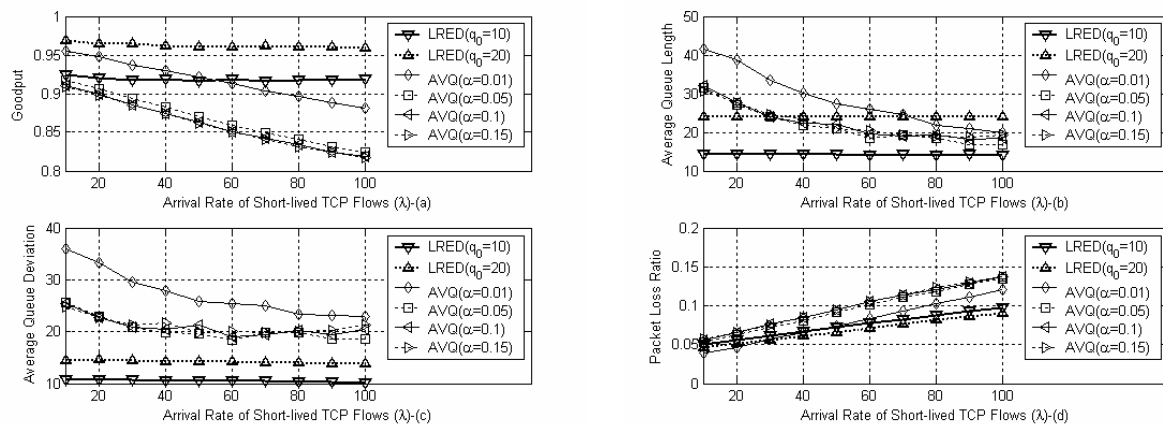 1
0.95
0.9
0.85
0.8
Goodput
20
40
60
80
100
Arrival Rate of Short-lived TCP Flows (λ)-(a)
LRED(q0=10)
LRED(q0=20)
AVQ(α=0.01)
AVQ(α=0.05)
AVQ(α=0.1)
AVQ(α=0.15)
50
40
30
20
10
Average Queue Length
20
40
60
80
100
Arrival Rate of Short-lived TCP Flows (λ)-(b)
LRED(q0=10)
LRED(q0=20)
AVQ(α=0.01)
AVQ(α=0.05)
AVQ(α=0.1)
AVQ(α=0.15)
40
30
20
10
Average Queue Deviation
20
40
60
80
100
Arrival Rate of Short-lived TCP Flows (λ)-(c)
LRED(q0=10)
LRED(q0=20)
AVQ(α=0.01)
AVQ(α=0.05)
AVQ(α=0.1)
AVQ(α=0.15)
0.2
0.15
0.1
0.05
0
Packet Loss Ratio
20
40
60
80
100
Arrival Rate of Short-lived TCP Flows (λ)-(d)
LRED(q0=10)
LRED(q0=20)
AVQ(α=0.01)
AVQ(α=0.05)
AVQ(α=0.1)
AVQ(α=0.15)